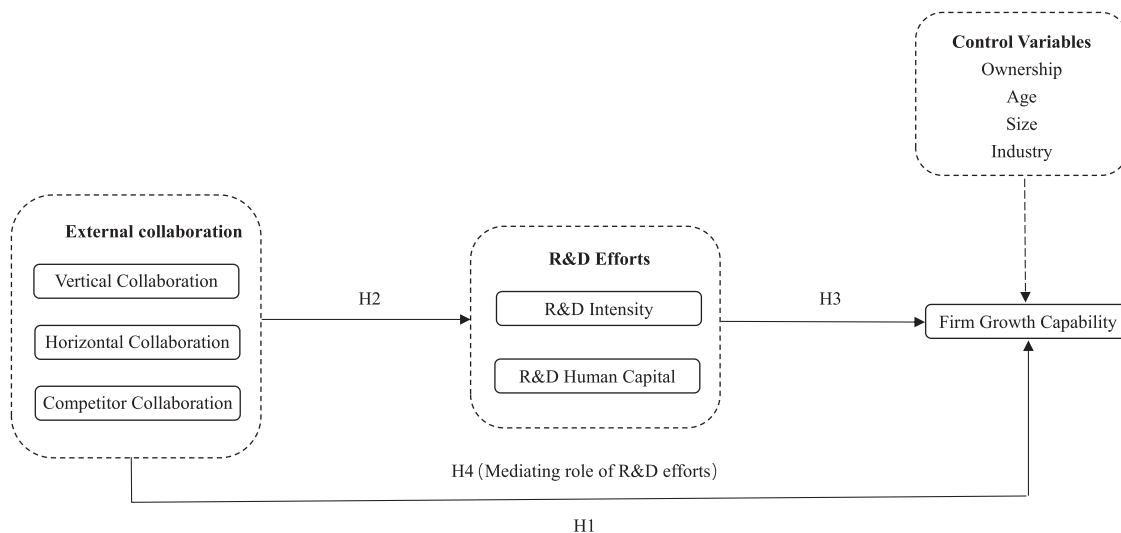 Control Variables
Ownership
Age
Size
Industry
External collaboration
Vertical Collaboration
Horizontal Collaboration
Competitor Collaboration
H2
R&D Efforts
R&D Intensity
R&D Human Capital
H3
Firm Growth Capability
H4（Mediating role of R&D efforts）
H1